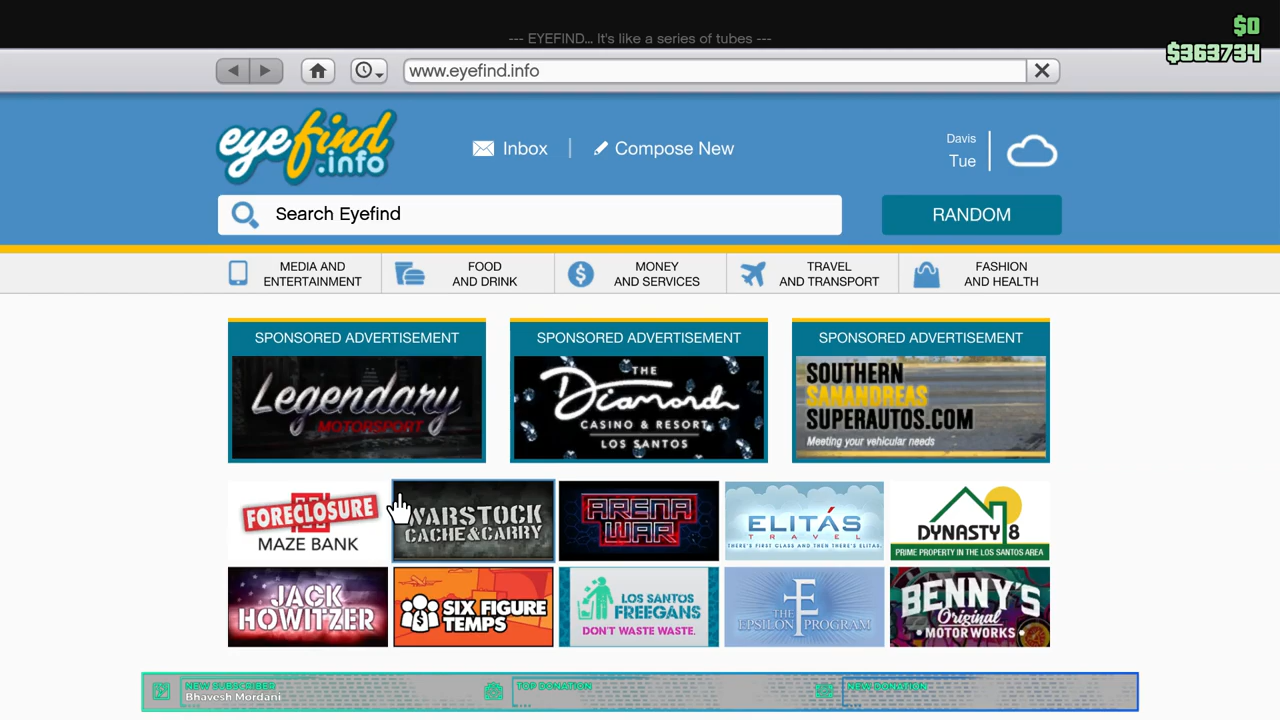 --- EYEFIND... It's like a series of tubes ---
$0
$363734
www.eyefind.info
eyefind
.info
Inbox
Compose New
Davis
Tue
Search Eyefind
RANDOM
MEDIA AND
ENTERTAINMENT
FOOD
AND DRINK
MONEY
AND SERVICES
TRAVEL
AND TRANSPORT
FASHION
AND HEALTH
SPONSORED ADVERTISEMENT
Legendary
MOTORSPORT
SPONSORED ADVERTISEMENT
THE
Diamond
CASINO & RESORT
LOS SANTOS
SPONSORED ADVERTISEMENT
SOUTHERN
SANANDREAS
SUPERAUTOS.COM
Meeting your vehicular needs
FORECLOSURE
MAZE BANK
WARSTOCK
CACHE&CARRY
ARENA
WAR
ELITÁS
TRAVEL
THERE'S FIRST CLASS AND THEN THERE'S ELITAS.
DYNASTY 8
PRIME PROPERTY IN THE LOS SANTOS AREA
JACK
HOWITZER
SIX FIGURE
TEMPS
LOS SANTOS
FREEGANS
DON'T WASTE WASTE.
THE
EPSILON PROGRAM
BENNY'S
Original
MOTOR WORKS
NEW SUBSCRIBER
Bhavesh Mordani
TOP DONATION
NEW DONATION